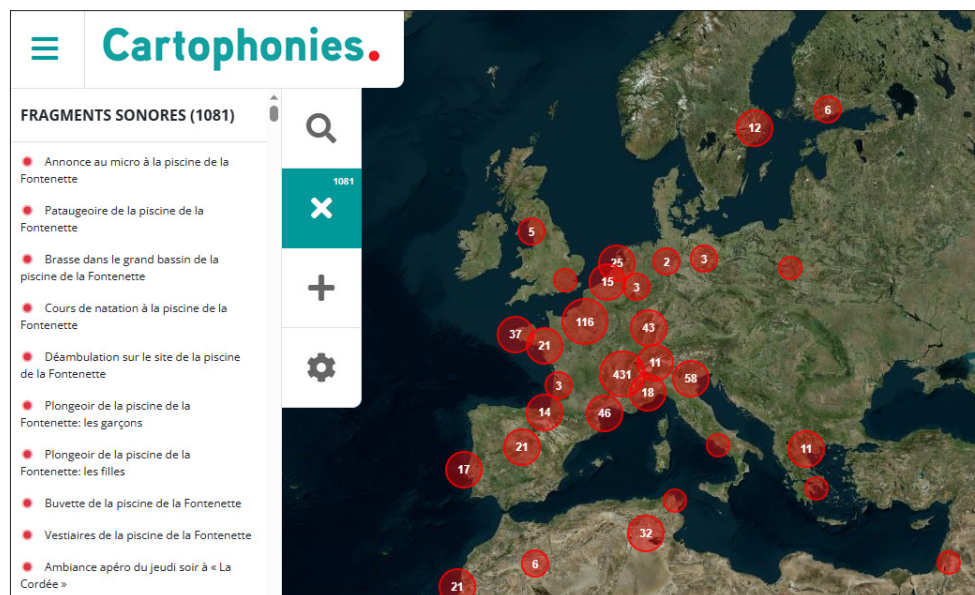 Cartophonies.
FRAGMENTS SONORES (1081)
Annonce au micro à la piscine de la
Fontenette
Pataugeoire de la piscine de la
Fontenette
Brasse dans le grand bassin de la
piscine de la Fontenette
Cours de natation à la piscine de la
Fontenette
Déambulation sur le site de la piscine
de la Fontenette
Plongeoir de la piscine de la
Fontenette: les garçons
Plongeoir de la piscine de la
Fontenette: les filles
Buvette de la piscine de la Fontenette
Vestiaires de la piscine de la Fontenette
Ambiance apéro du jeudi soir à « La
Cordée »
1081
6
12
5
25
2
3
15
3
116
37
21
43
11
431
58
3
18
14
46
21
11
17
32
6
21